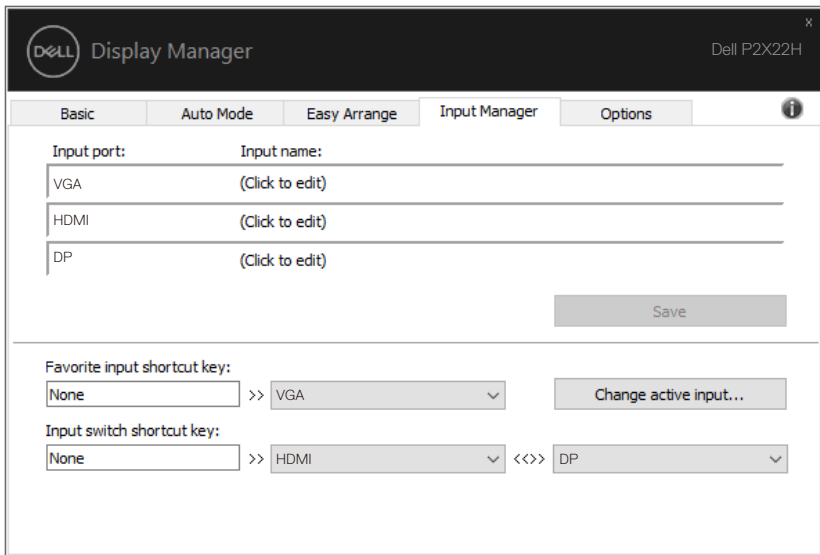 x
DELL Display Manager Dell P2X22H
Basic Auto Mode Easy Arrange Input Manager Options i
Input port: Input name:
VGA (Click to edit)
HDMI (Click to edit)
DP (Click to edit)
Save
Favorite input shortcut key:
None >> VGA Change active input...
Input switch shortcut key:
None >> HDMI <<>> DP